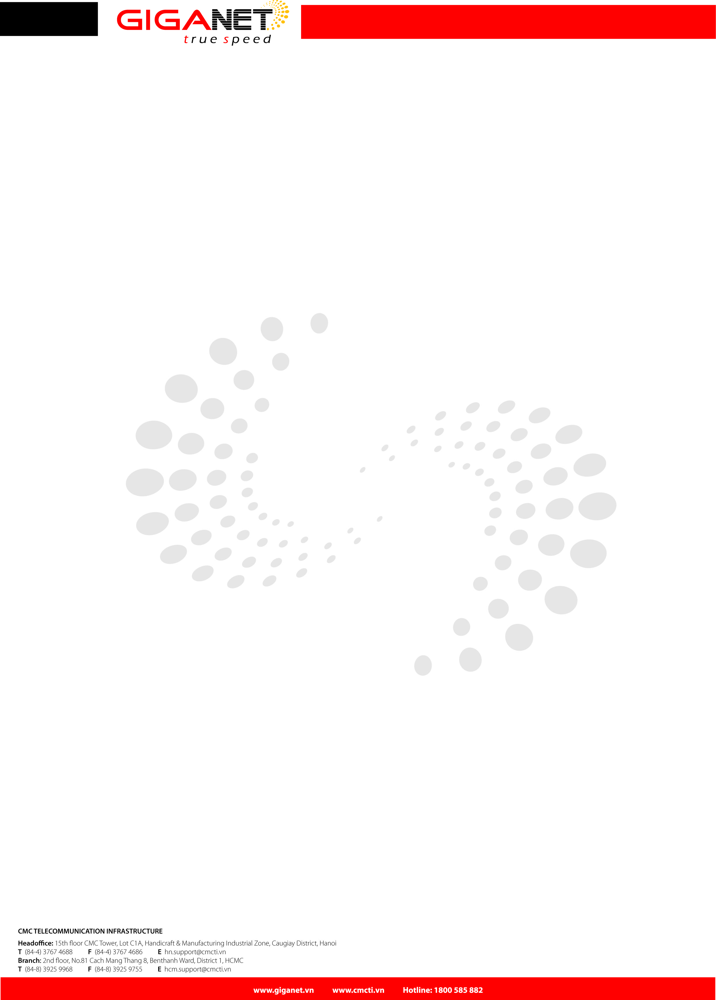 GIGANET
true speed
CMC TELECOMMUNICATION INFRASTRUCTURE
Headoffice: 15th floor CMC Tower, Lot C1A, Handicraft & Manufacturing Industrial Zone, Caugiay District, Hanoi
T (84-4) 3767 4688 F (84-4) 3767 4686 E hn.support@cmcti.vn
Branch: 2nd floor, No.81 Cach Mang Thang 8, Benthanh Ward, District 1, HCMC
T (84-8) 3925 9968 F (84-8) 3925 9755 E hcm.support@cmcti.vn
www.giganet.vn www.cmcti.vn Hotline: 1800 585 882